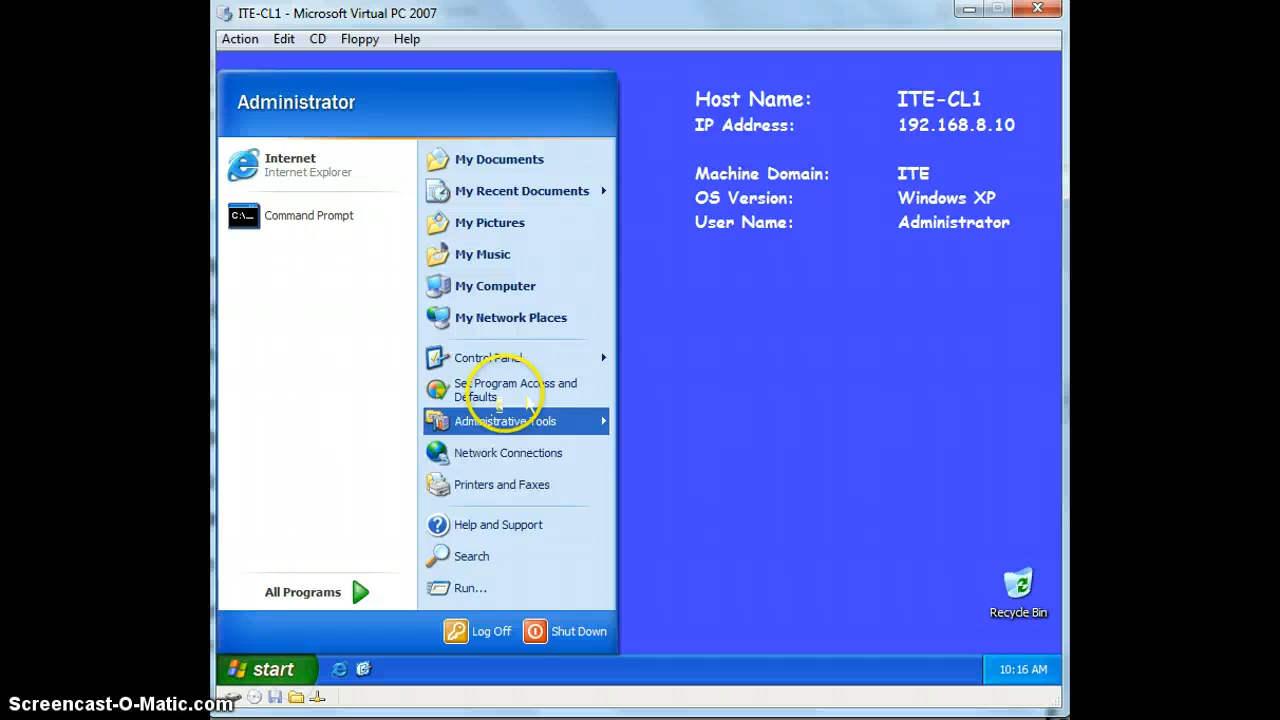 ITE-CL1 - Microsoft Virtual PC 2007
Action Edit CD Floppy Help
Administrator
Internet
Internet Explorer
Command Prompt
All Programs
My Documents
My Recent Documents
My Pictures
My Music
My Computer
My Network Places
Control Panel
Set Program Access and
Defaults
Administrative Tools
Network Connections
Printers and Faxes
Help and Support
Search
Run...
Log Off Shut Down
Host Name: ITE-CL1
IP Address: 192.168.8.10
Machine Domain: ITE
OS Version: Windows XP
User Name: Administrator
Recycle Bin
start
10:16 AM
Screencast-O-Matic.com
C:\_